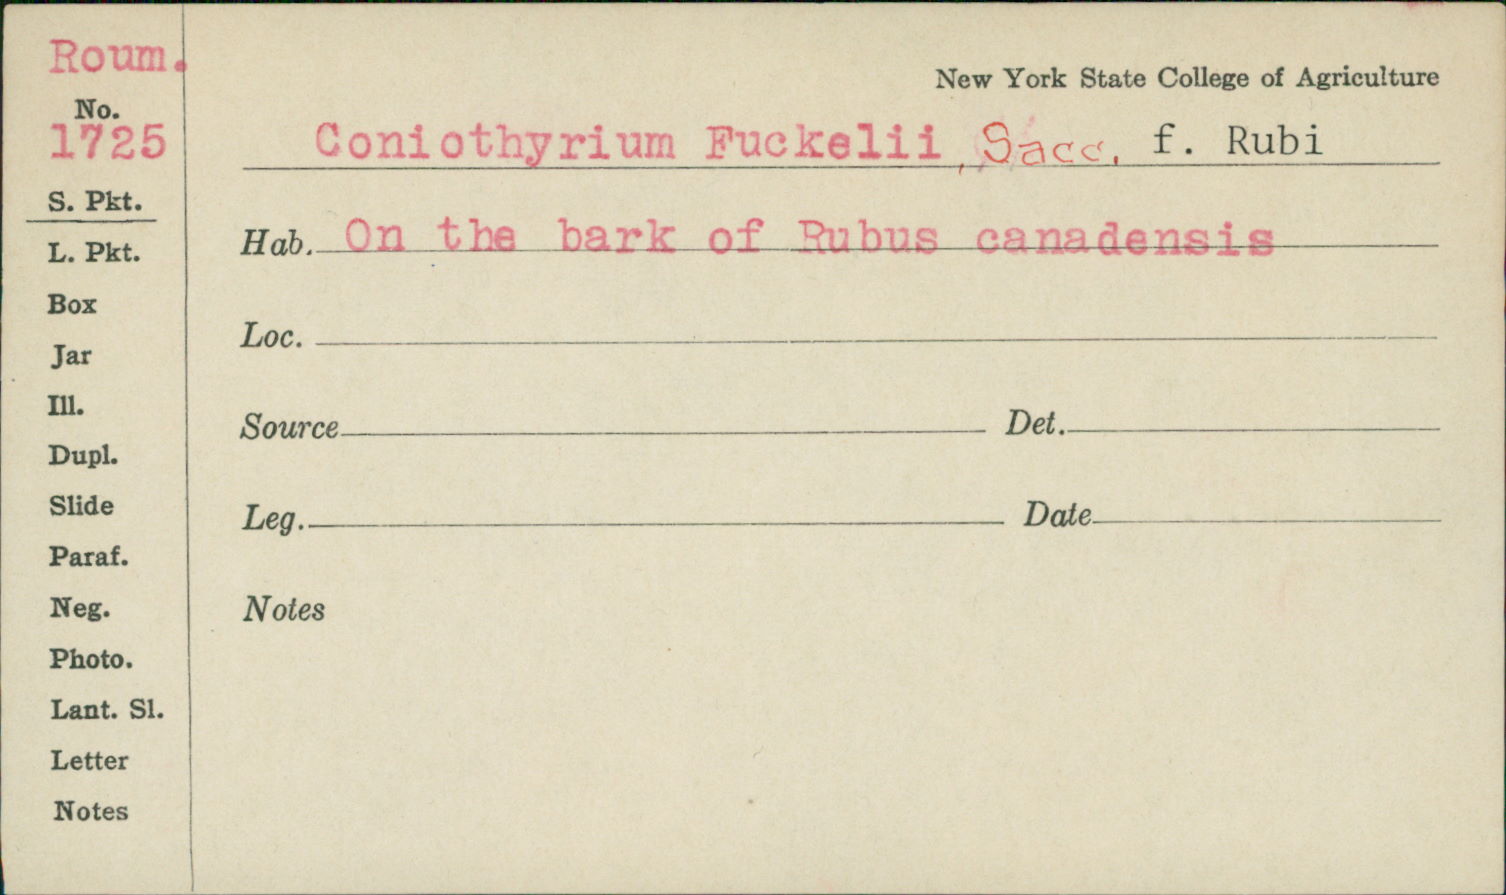 Roum.
New York State College of Agriculture
No.
1725
Coniothyrium Fuckelii, Sacc. f. Rubi
S. Pkt.
Hab. On the bark of Rubus canadensis
L. Pkt.
Box
Loc.
Jar
Ill.
Source Det.
Dupl.
Slide
Leg. Date
Paraf.
Neg.
Notes
Photo.
Lant. Sl.
Letter
Notes